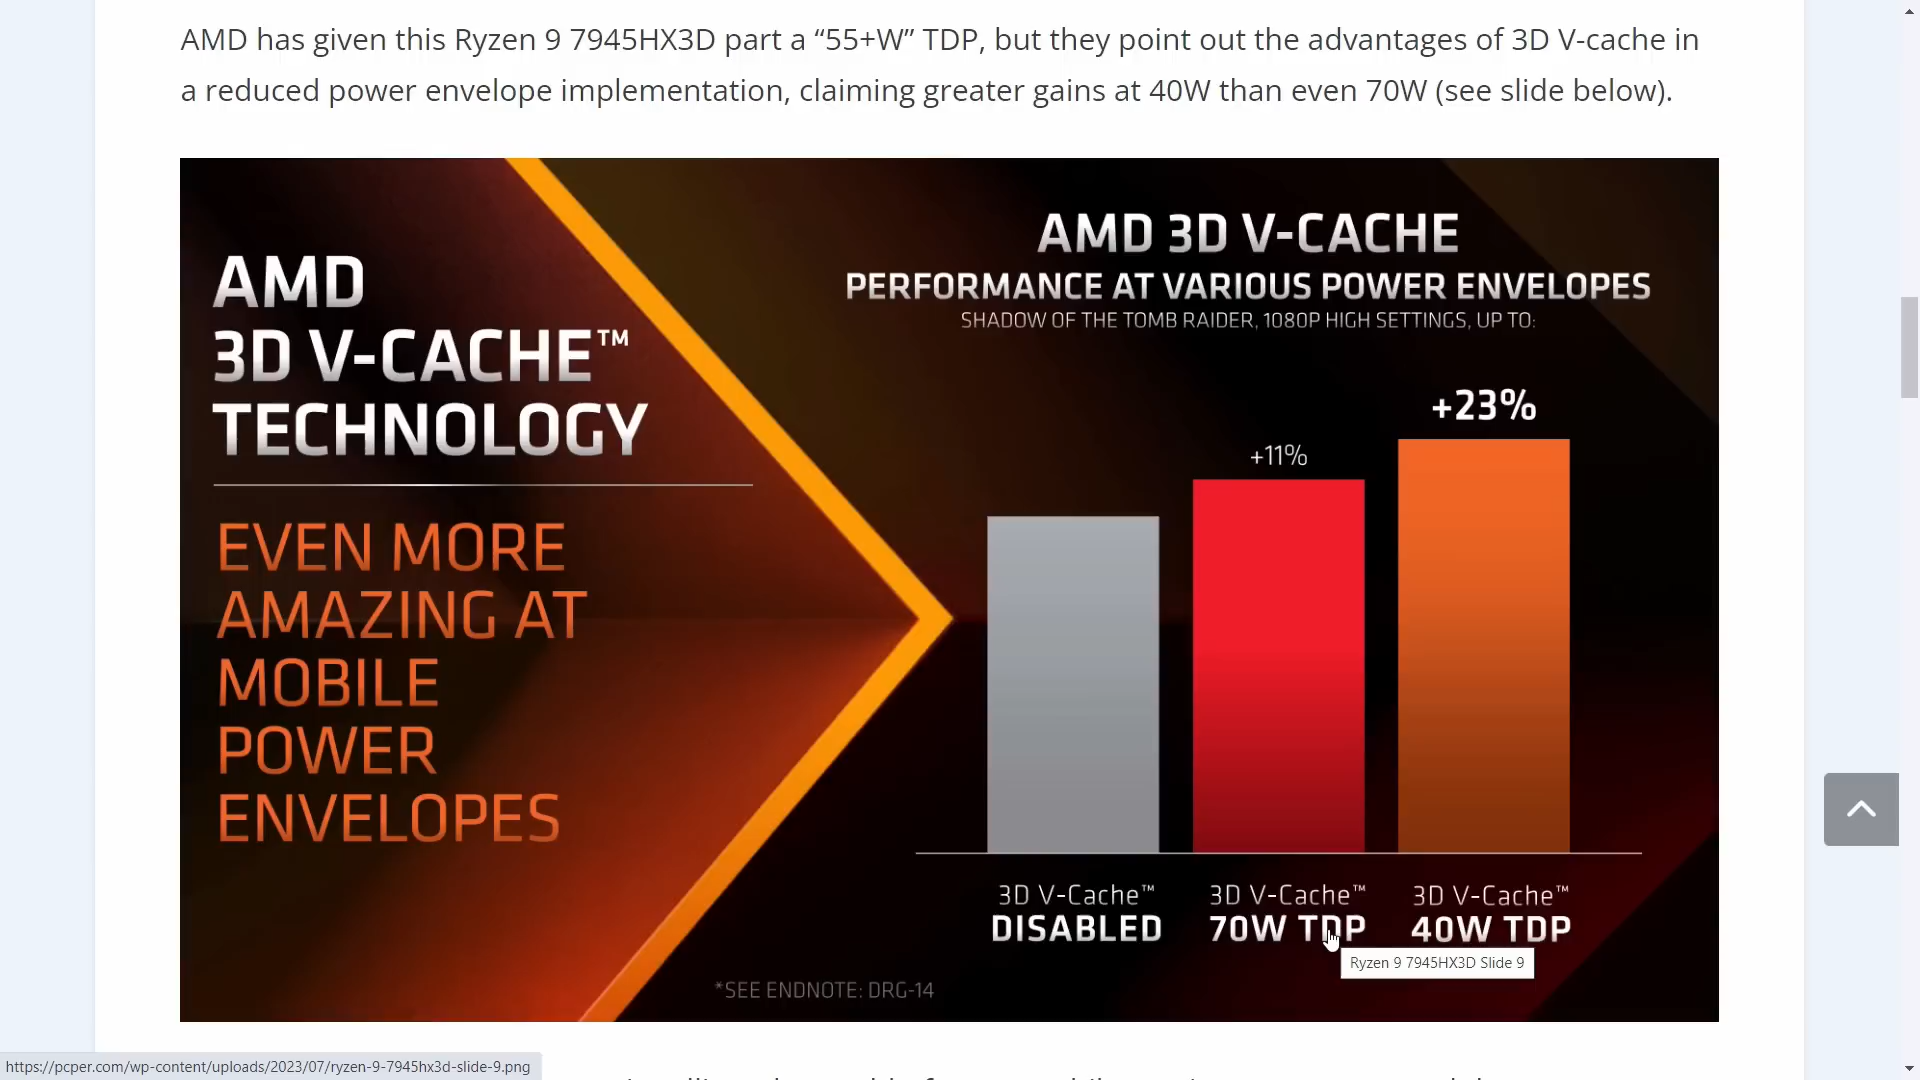 AMD has given this Ryzen 9 7945HX3D part a “55+W” TDP, but they point out the advantages of 3D V-cache in
a reduced power envelope implementation, claiming greater gains at 40W than even 70W (see slide below).
AMD
3D V-CACHE™
TECHNOLOGY
EVEN MORE
AMAZING AT
MOBILE
POWER
ENVELOPES
AMD 3D V-CACHE
PERFORMANCE AT VARIOUS POWER ENVELOPES
SHADOW OF THE TOMB RAIDER, 1080P HIGH SETTINGS, UP TO:
+11%
+23%
3D V-Cache™
DISABLED
3D V-Cache™
70W TDP
3D V-Cache™
40W TDP
Ryzen 9 7945HX3D Slide 9
*SEE ENDNOTE: DRG-14
https://pcper.com/wp-content/uploads/2023/07/ryzen-9-7945hx3d-slide-9.png